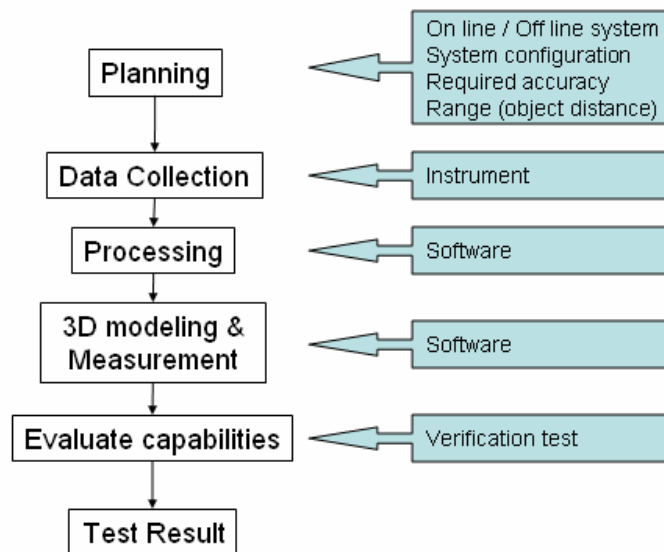 Planning
On line / Off line system
System configuration
Required accuracy
Range (object distance)
Data Collection
Instrument
Processing
Software
3D modeling &
Measurement
Software
Evaluate capabilities
Verification test
Test Result